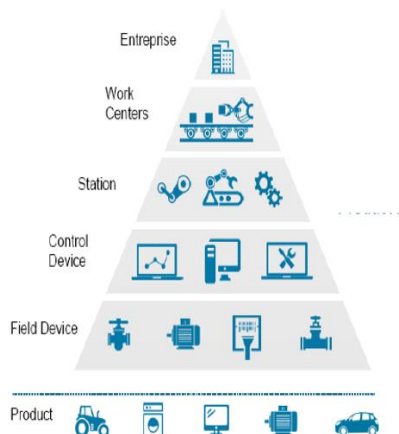 Entreprise
Work
Centers
Station
Control
Device
Field Device
Product